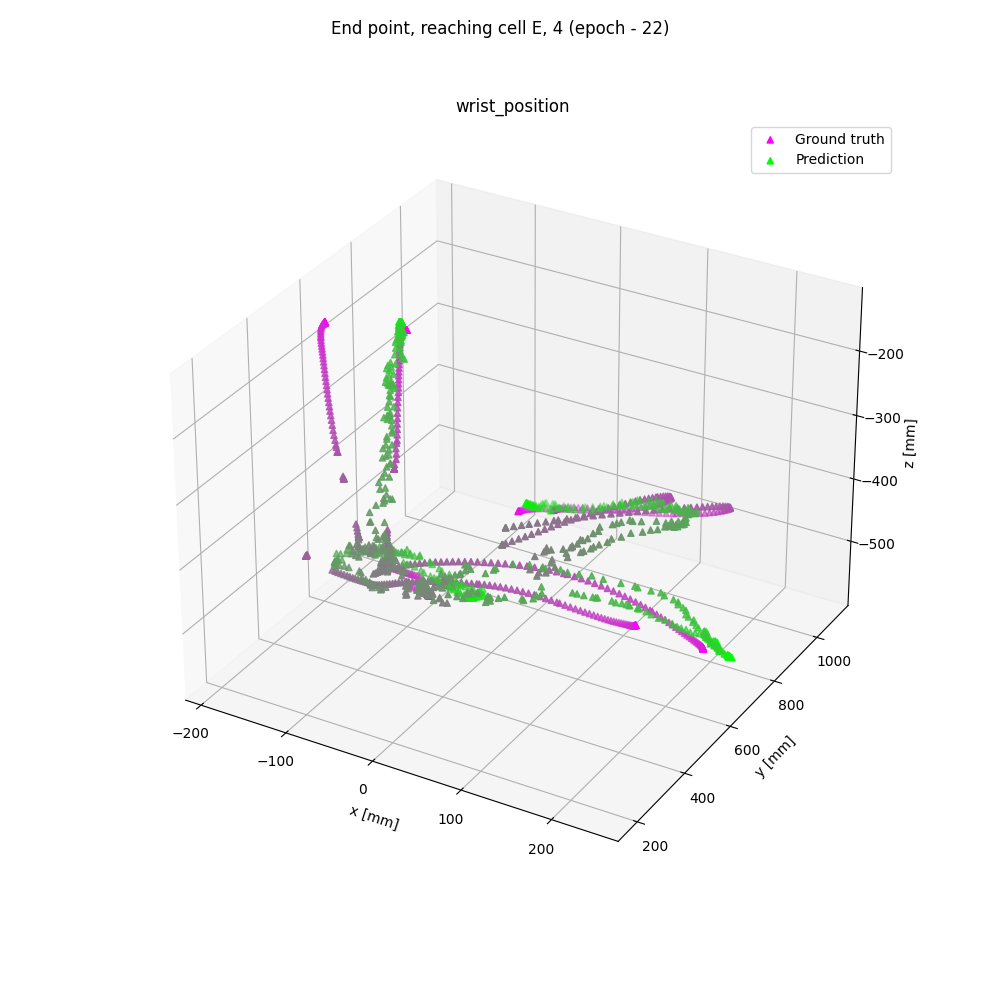 End point, reaching cell E, 4 (epoch - 22)
wrist_position
Ground truth
Prediction
−200
−300
−400
−500
z [mm]
1000
800
600
400
200
y [mm]
−200
−100
0
100
200
x [mm]